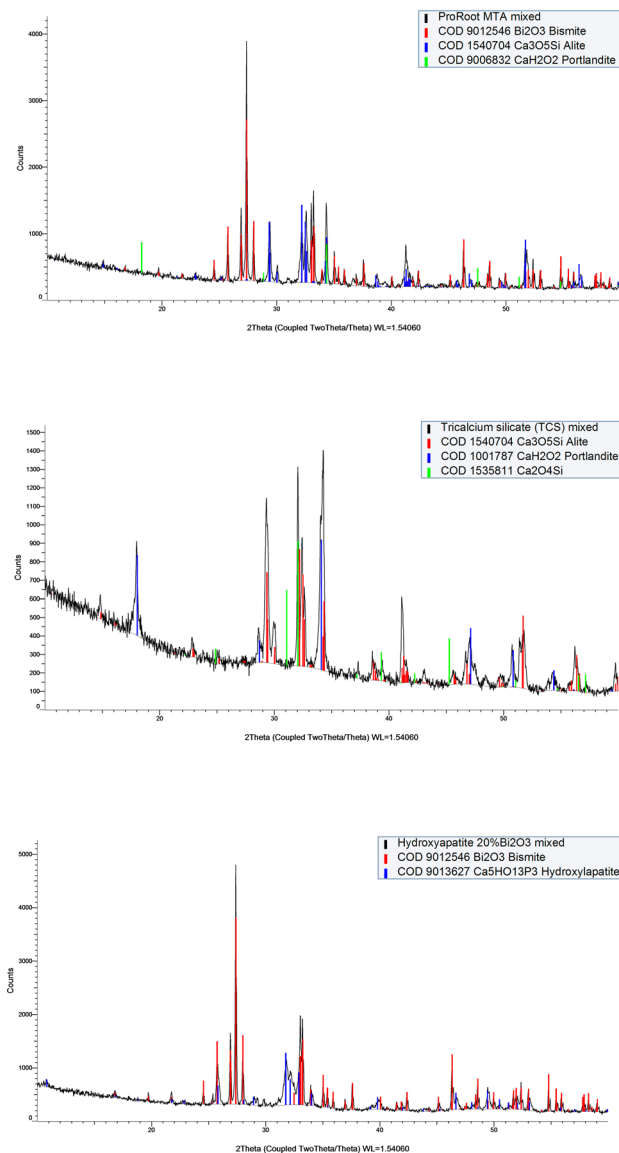 ProRoot MTA mixed
COD 9012546 Bi2O3 Bismite
COD 1540704 Ca3O5Si Alite
COD 9006832 CaH2O2 Portlandite
4000
3000
2000
1000
0
Counts
20
30
40
50
2Theta (Coupled TwoTheta/Theta) WL=1.54060
Tricalcium silicate (TCS) mixed
COD 1540704 Ca3O5Si Alite
COD 1001787 CaH2O2 Portlandite
COD 1535811 Ca2O4Si
1500
1400
1300
1200
1100
1000
900
800
700
600
500
400
300
200
100
0
Counts
20
30
40
50
2Theta (Coupled TwoTheta/Theta) WL=1.54060
Hydroxyapatite 20%Bi2O3 mixed
COD 9012546 Bi2O3 Bismite
COD 9013627 Ca5HO13P3 Hydroxylapatite
5000
4000
3000
2000
1000
0
Counts
20
30
40
50
2Theta (Coupled TwoTheta/Theta) WL=1.54060